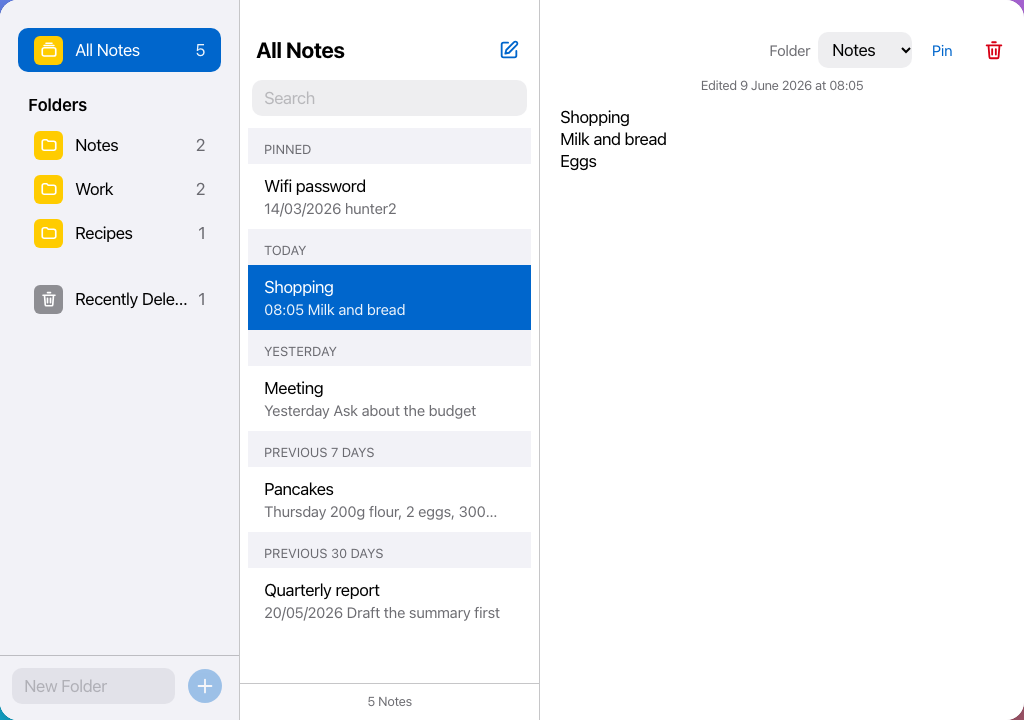 All Notes 5
Folders
Notes 2
Work 2
Recipes 1
Recently Dele... 1
New Folder
All Notes
Search
PINNED
Wifi password
14/03/2026 hunter2
TODAY
Shopping
08:05 Milk and bread
YESTERDAY
Meeting
Yesterday Ask about the budget
PREVIOUS 7 DAYS
Pancakes
Thursday 200g flour, 2 eggs, 300...
PREVIOUS 30 DAYS
Quarterly report
20/05/2026 Draft the summary first
5 Notes
Folder Notes Pin
Edited 9 June 2026 at 08:05
Shopping
Milk and bread
Eggs